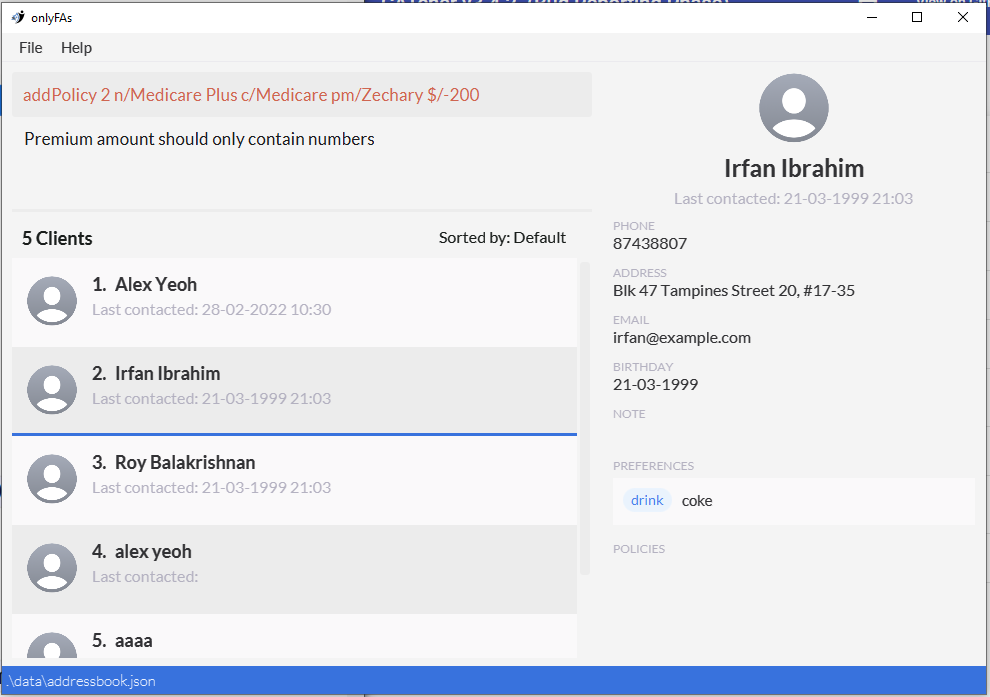 onlyFAs
File Help
addPolicy 2 n/Medicare Plus c/Medicare pm/Zechary $/-200
Premium amount should only contain numbers
5 Clients
Sorted by: Default
1. Alex Yeoh
Last contacted: 28-02-2022 10:30
2. Irfan Ibrahim
Last contacted: 21-03-1999 21:03
3. Roy Balakrishnan
Last contacted: 21-03-1999 21:03
4. alex yeoh
Last contacted:
5. aaaa
Irfan Ibrahim
Last contacted: 21-03-1999 21:03
PHONE
87438807
ADDRESS
Blk 47 Tampines Street 20, #17-35
EMAIL
irfan@example.com
BIRTHDAY
21-03-1999
NOTE
PREFERENCES
drink coke
POLICIES
.\data\addressbook.json